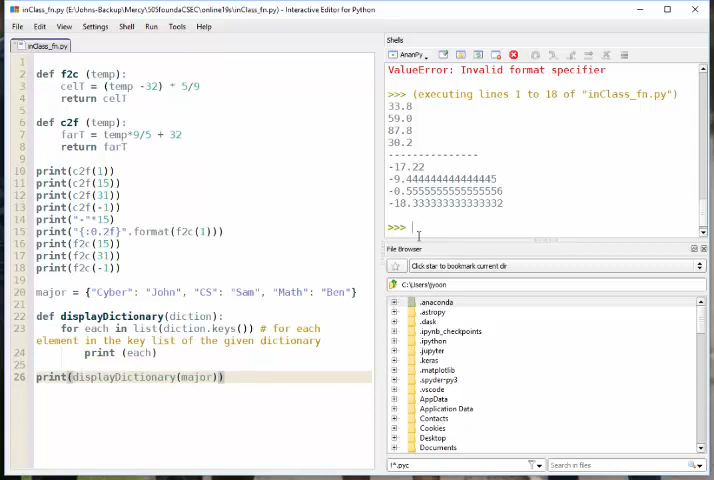 inClass_fn.py (E:/Johns-Backup/Mercy/505foundaCSEC/online19s/inClass_fn.py) - Interactive Editor for Python
File Edit View Settings Shell Run Tools Help
inClass_fn.py
1
2 def f2c (temp):
3 celT = (temp -32) * 5/9
4 return celT
5
6 def c2f (temp):
7 farT = temp*9/5 + 32
8 return farT
9
10 print(c2f(1))
11 print(c2f(15))
12 print(c2f(31))
13 print(c2f(-1))
14 print("-"*15)
15 print("{:0.2f}".format(f2c(1)))
16 print(f2c(15))
17 print(f2c(31))
18 print(f2c(-1))
19
20 major = {"Cyber": "John", "CS": "Sam", "Math": "Ben"}
21
22 def displayDictionary(diction):
23 for each in list(diction.keys()) # for each
element in the key list of the given dictionary
24 print (each)
25
26 print(displayDictionary(major))
Shells
AnanPy
ValueError: Invalid format specifier
>>> (executing lines 1 to 18 of "inClass_fn.py")
33.8
59.0
87.8
30.2
---------------
-17.22
-9.444444444444445
-0.5555555555555556
-18.333333333333332
>>>
File Browser
Click star to bookmark current dir
C:\Users\gyoon
.anaconda
.astropy
.dask
.ipynb_checkpoints
.ipython
.jupyter
.keras
.matplotlib
.spyder-py3
.vscode
AppData
Application Data
Contacts
Cookies
Desktop
Documents
!*.pyc
Search in files